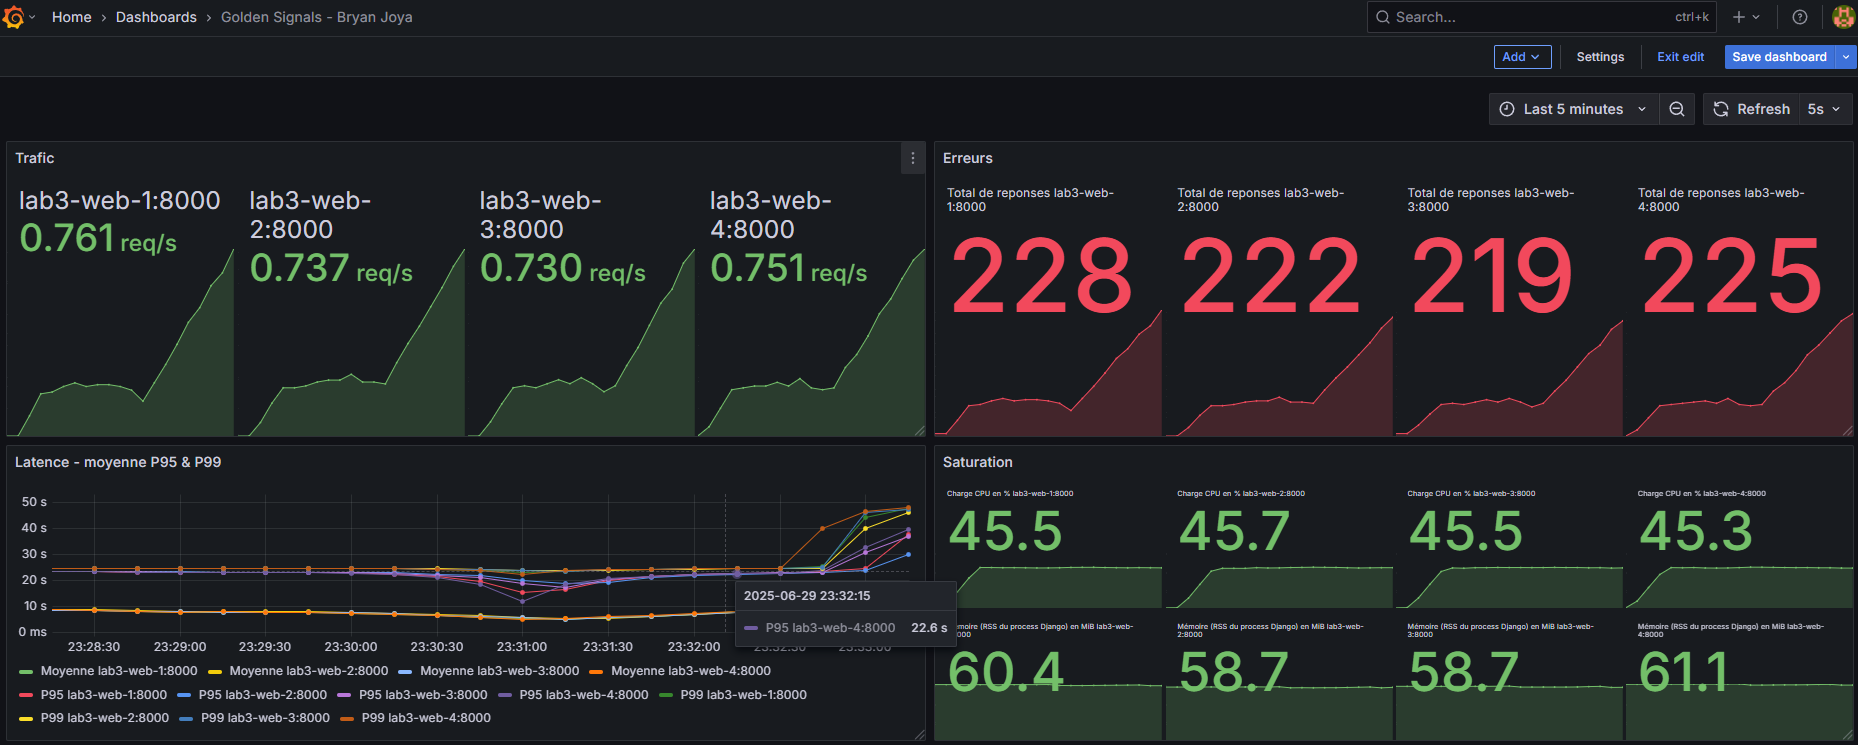 Home › Dashboards › Golden Signals - Bryan Joya
Search... ctrl+k
Add Settings Exit edit Save dashboard
Last 5 minutes Refresh 5s
Trafic
lab3-web-1:8000
0.761 req/s
lab3-web-
2:8000
0.737 req/s
lab3-web-
3:8000
0.730 req/s
lab3-web-
4:8000
0.751 req/s
Erreurs
Total de reponses lab3-web-
1:8000
228
Total de reponses lab3-web-
2:8000
222
Total de reponses lab3-web-
3:8000
219
Total de reponses lab3-web-
4:8000
225
Latence - moyenne P95 & P99
50 s
40 s
30 s
20 s
10 s
0 ms
23:28:30 23:29:00 23:29:30 23:30:00 23:30:30 23:31:00 23:31:30 23:32:00 23:32:30 23:33:00
2025-06-29 23:32:15
P95 lab3-web-4:8000 22.6 s
Moyenne lab3-web-1:8000 Moyenne lab3-web-2:8000 Moyenne lab3-web-3:8000 Moyenne lab3-web-4:8000
P95 lab3-web-1:8000 P95 lab3-web-2:8000 P95 lab3-web-3:8000 P95 lab3-web-4:8000 P99 lab3-web-1:8000
P99 lab3-web-2:8000 P99 lab3-web-3:8000 P99 lab3-web-4:8000
Saturation
Charge CPU en % lab3-web-1:8000
45.5
Charge CPU en % lab3-web-2:8000
45.7
Charge CPU en % lab3-web-3:8000
45.5
Charge CPU en % lab3-web-4:8000
45.3
émoire (RSS du process Django) en MiB lab3-web-
000
60.4
Mémoire (RSS du process Django) en MiB lab3-web-
2:8000
58.7
Mémoire (RSS du process Django) en MiB lab3-web-
3:8000
58.7
Mémoire (RSS du process Django) en MiB lab3-web-
4:8000
61.1